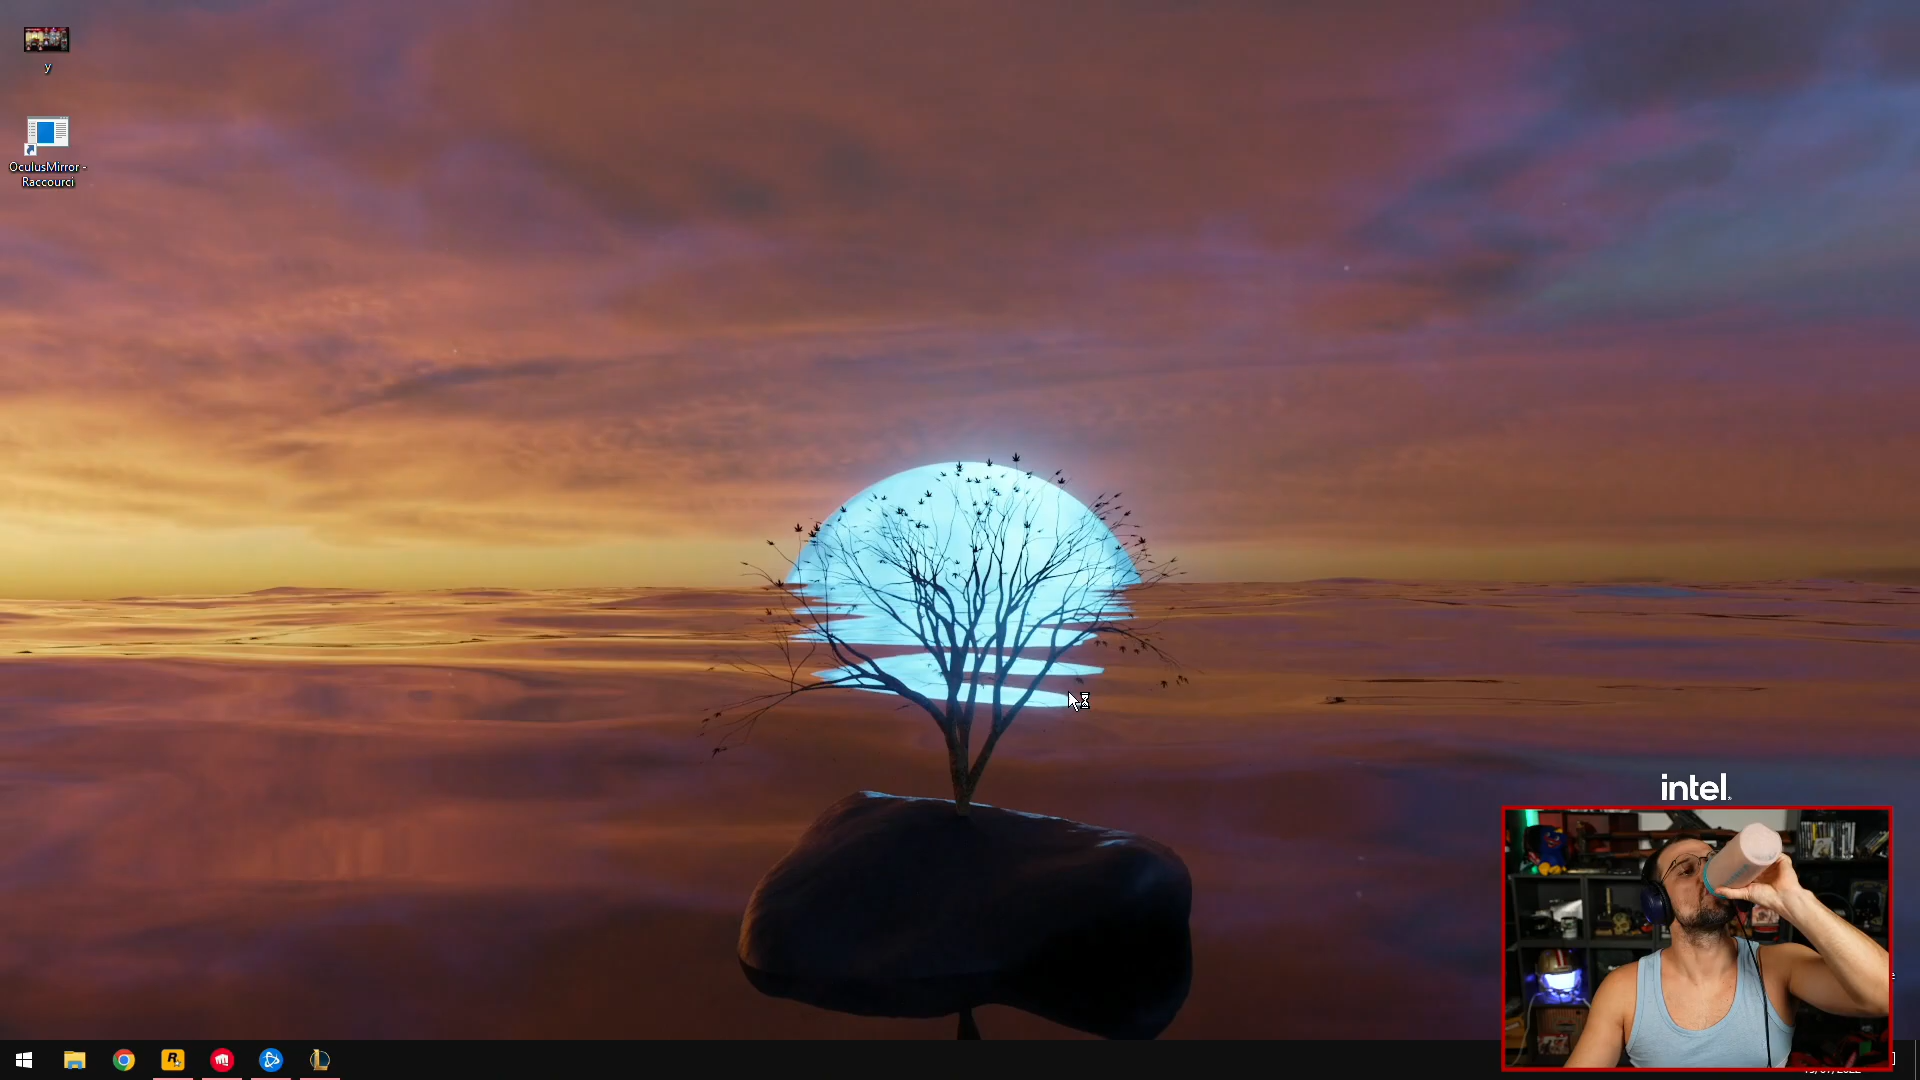 y
OculusMirror -
Raccourci
intel.